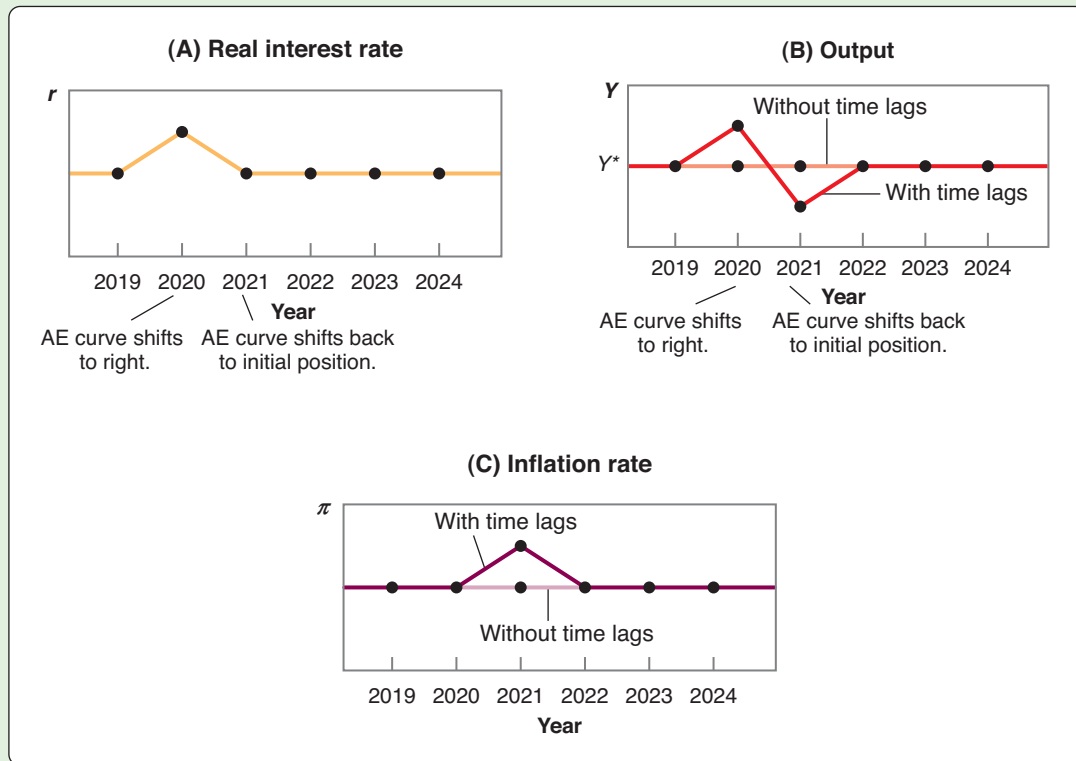 (A) Real interest rate
r
2019 2020 2021 2022 2023 2024
Year
AE curve shifts
to right.
AE curve shifts back
to initial position.
(B) Output
Y
Without time lags
Y*
With time lags
2019 2020 2021 2022 2023 2024
Year
AE curve shifts
to right.
AE curve shifts back
to initial position.
(C) Inflation rate
π
With time lags
Without time lags
2019 2020 2021 2022 2023 2024
Year